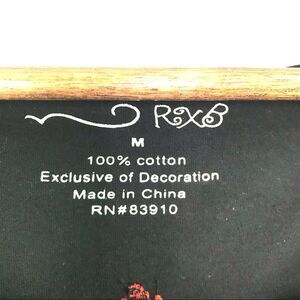 RXB
M
100% cotton
Exclusive of Decoration
Made in China
RN#83910